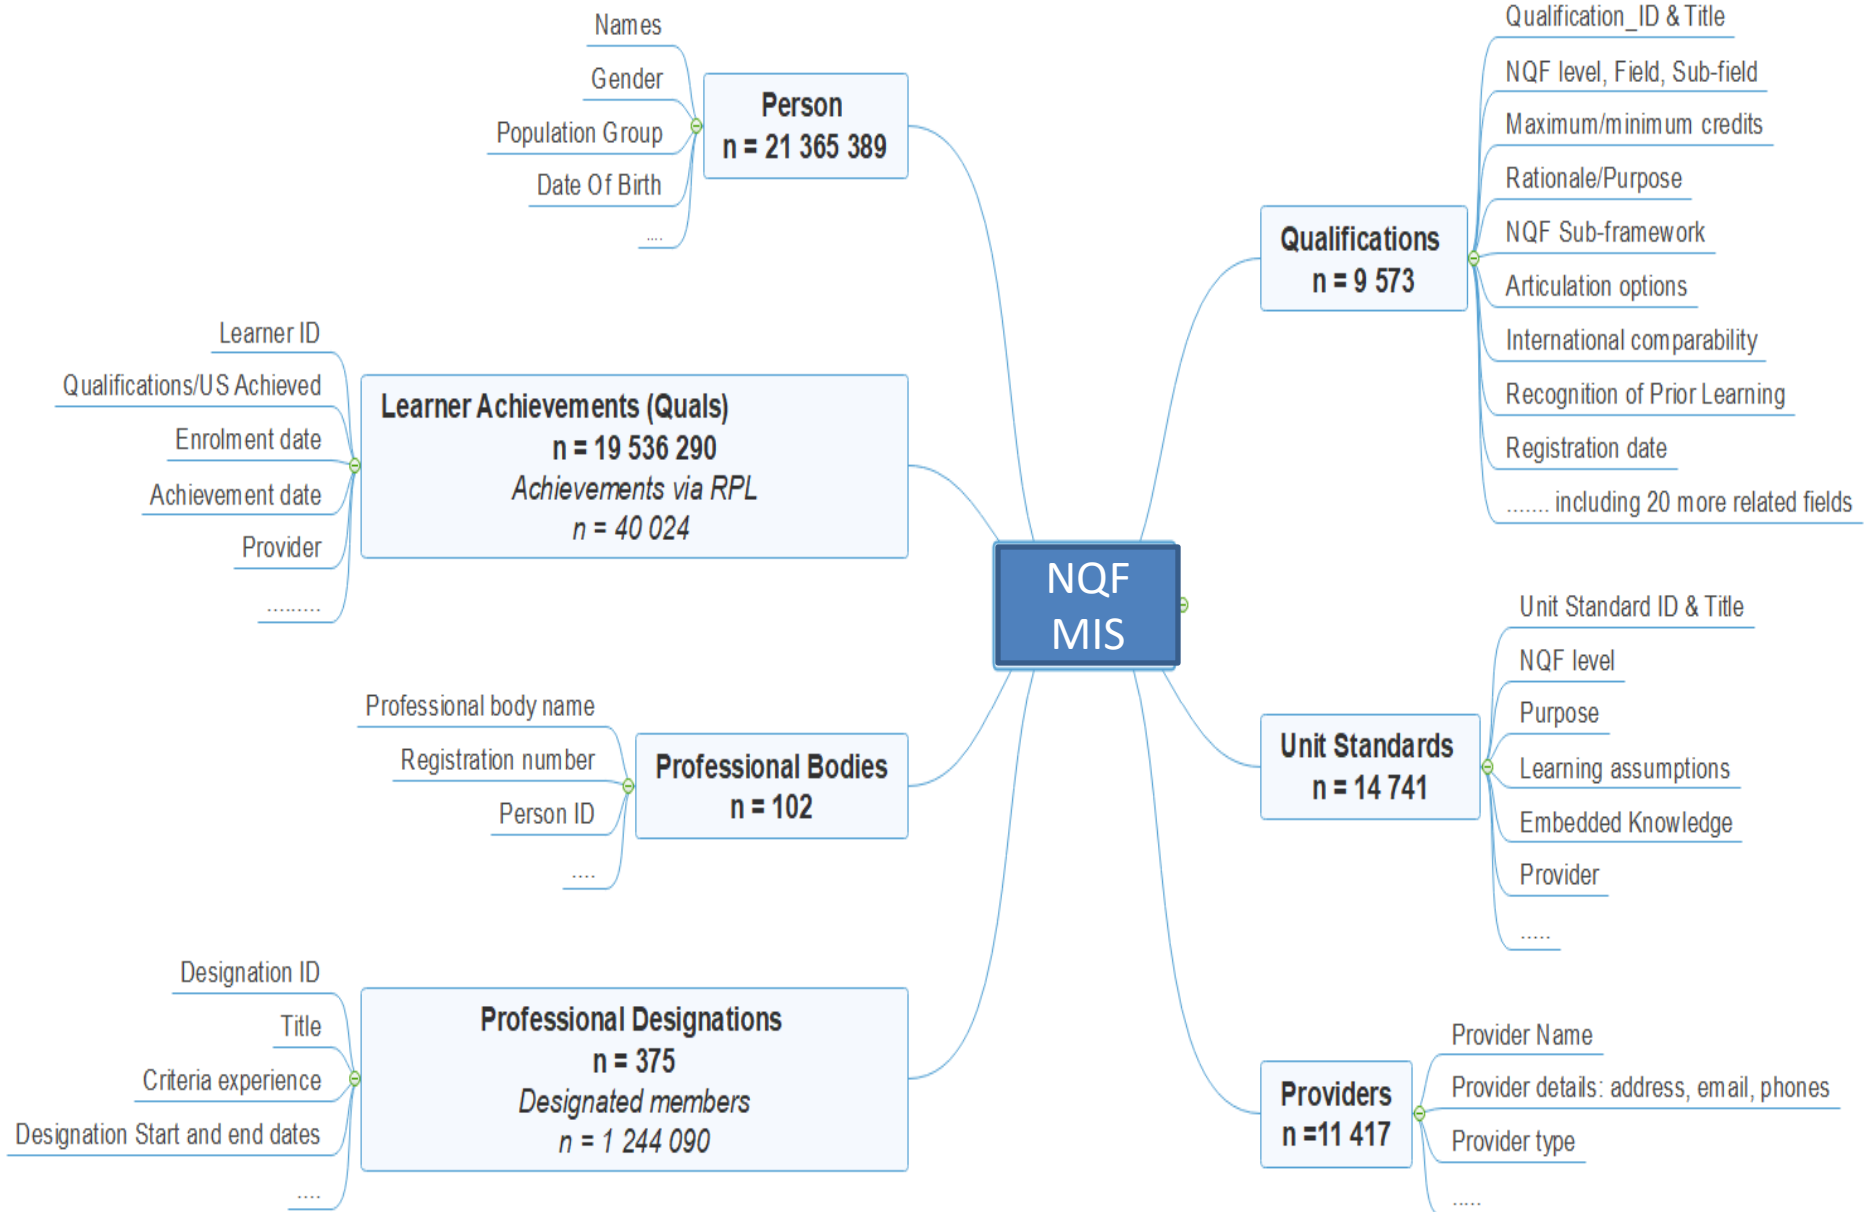 Names
Gender
Population Group
Date Of Birth
....
Person
n = 21 365 389
Learner ID
Qualifications/US Achieved
Enrolment date
Achievement date
Provider
.........
Learner Achievements (Quals)
n = 19 536 290
Achievements via RPL
n = 40 024
Professional body name
Registration number
Person ID
....
Professional Bodies
n = 102
Designation ID
Title
Criteria experience
Designation Start and end dates
....
Professional Designations
n = 375
Designated members
n = 1 244 090
NQF
MIS
Qualifications
n = 9 573
Qualification_ID & Title
NQF level, Field, Sub-field
Maximum/minimum credits
Rationale/Purpose
NQF Sub-framework
Articulation options
International comparability
Recognition of Prior Learning
Registration date
....... including 20 more related fields
Unit Standards
n = 14 741
Unit Standard ID & Title
NQF level
Purpose
Learning assumptions
Embedded Knowledge
Provider
.....
Providers
n =11 417
Provider Name
Provider details: address, email, phones
Provider type
.....